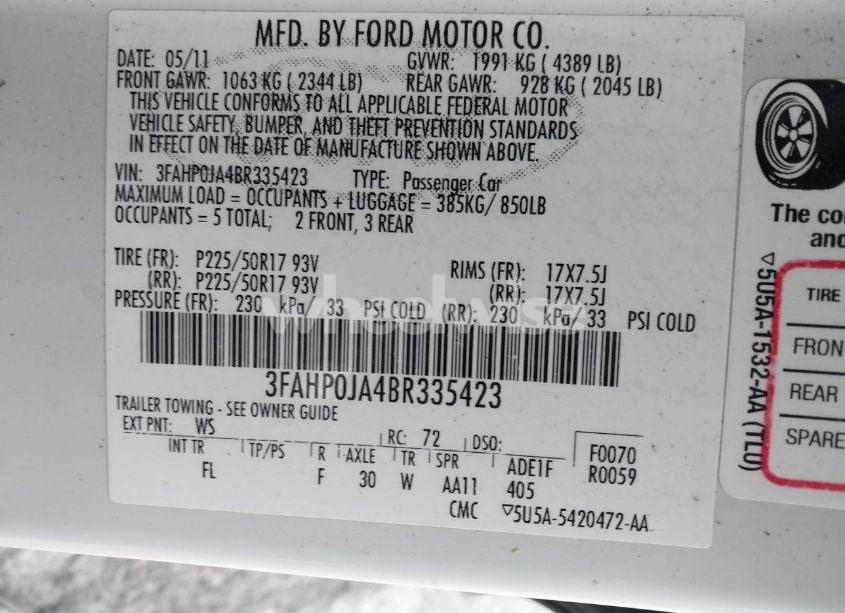 MFD. BY FORD MOTOR CO.
DATE: 05/11 GVWR: 1991 KG ( 4389 LB)
FRONT GAWR: 1063 KG ( 2344 LB) REAR GAWR: 928 KG ( 2045 LB)
THIS VEHICLE CONFORMS TO ALL APPLICABLE FEDERAL MOTOR
VEHICLE SAFETY, BUMPER, AND THEFT PREVENTION STANDARDS
IN EFFECT ON THE DATE OF MANUFACTURE SHOWN ABOVE.
VIN: 3FAHP0JA4BR335423 TYPE: Passenger Car
MAXIMUM LOAD = OCCUPANTS + LUGGAGE = 385KG/ 850LB
OCCUPANTS = 5 TOTAL; 2 FRONT, 3 REAR
TIRE (FR): P225/50R17 93V RIMS (FR): 17X7.5J
(RR): P225/50R17 93V (RR): 17X7.5J
PRESSURE (FR): 230 kPa/ 33 PSI COLD (RR): 230 kPa/ 33 PSI COLD
3FAHP0JA4BR335423
TRAILER TOWING - SEE OWNER GUIDE
EXT PNT: WS RC: 72 DSO: F0070
INT TR TP/PS R AXLE TR SPR ADE1F R0059
FL F 30 W AA11 405
CMC ▽5U5A-5420472-AA
▽5U5A-1532-AA (TLU)
The
and
TIRE
FRON
REAR
SPARE